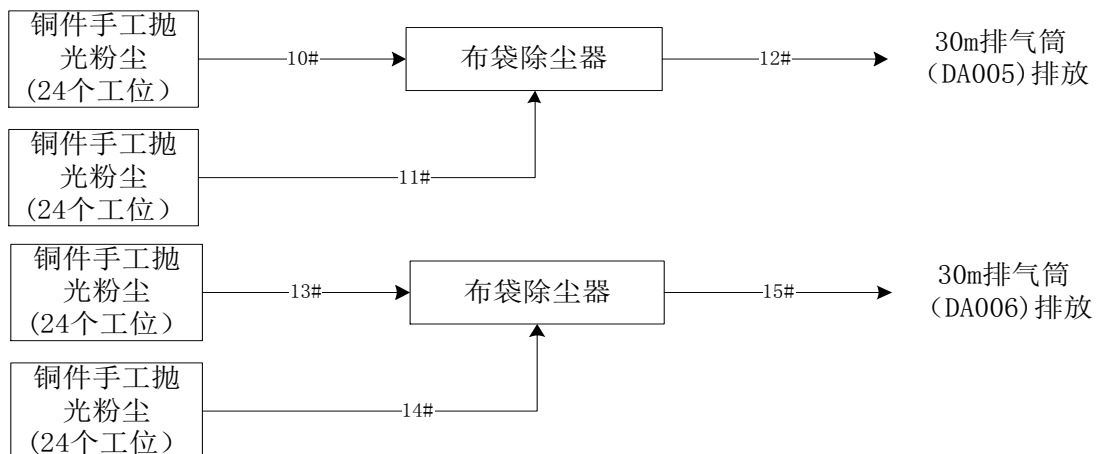 铜件手工抛
光粉尘
(24个工位）
10#
布袋除尘器
12#
30m排气筒
（DA005)排放
铜件手工抛
光粉尘
(24个工位）
11#
铜件手工抛
光粉尘
(24个工位）
13#
布袋除尘器
15#
30m排气筒
（DA006)排放
铜件手工抛
光粉尘
(24个工位）
14#